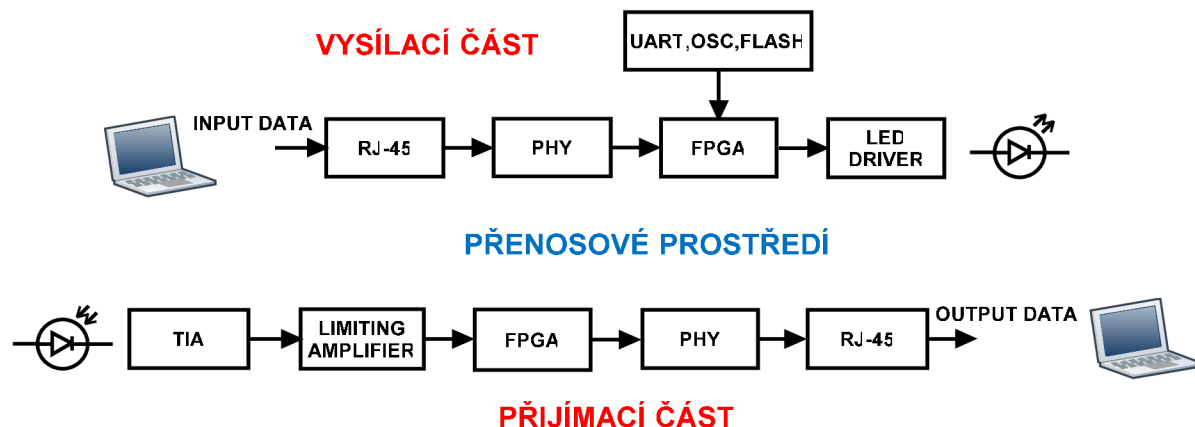 VYSÍLACÍ ČÁST
UART,OSC,FLASH
INPUT DATA
RJ-45
PHY
FPGA
LED
DRIVER
PŘENOSOVÉ PROSTŘEDÍ
TIA
LIMITING
AMPLIFIER
FPGA
PHY
RJ-45
OUTPUT DATA
PŘIJÍMACÍ ČÁST